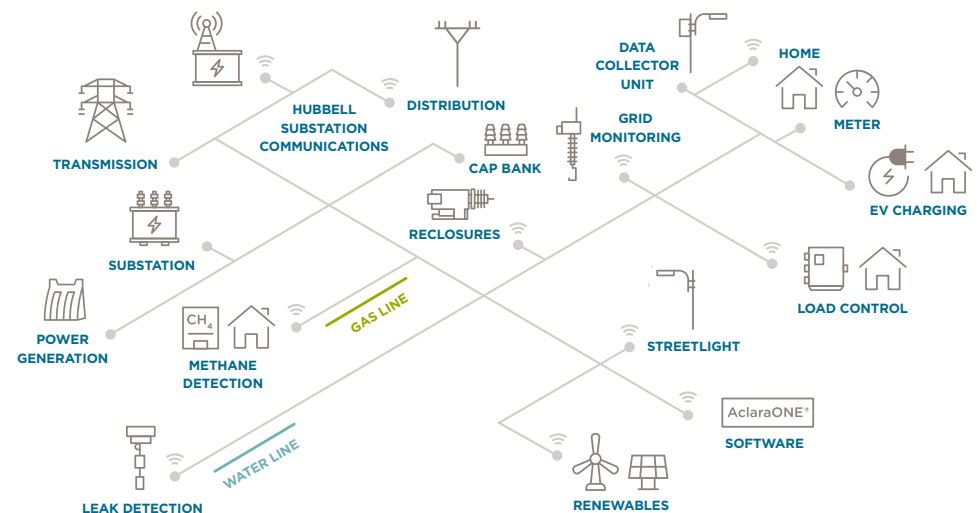 DATA
COLLECTOR
UNIT
HOME
HUBBELL
SUBSTATION
COMMUNICATIONS
DISTRIBUTION
GRID
MONITORING
METER
TRANSMISSION
CAP BANK
EV CHARGING
RECLOSURES
SUBSTATION
LOAD CONTROL
GAS LINE
CH4
POWER
GENERATION
STREETLIGHT
METHANE
DETECTION
AclaraONE®
SOFTWARE
WATER LINE
LEAK DETECTION
RENEWABLES